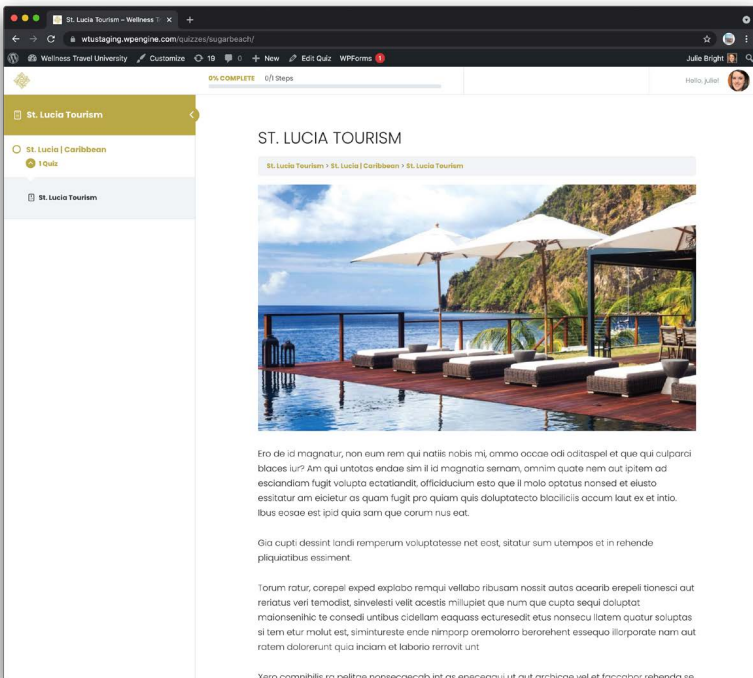 St. Lucia Tourism – Wellness Tr
wtustaging.wpengine.com/quizzes/sugarbeach/
Wellness Travel University Customize 19 0 New Edit Quiz WPForms 1 Julie Bright
0% COMPLETE 0/1 Steps
Hello, julie!
St. Lucia Tourism
St. Lucia | Caribbean
1 Quiz
St. Lucia Tourism
ST. LUCIA TOURISM
St. Lucia Tourism > St. Lucia | Caribbean > St. Lucia Tourism
Ero de id magnatur, non eum rem qui natiis nobis mi, ommo occae odi oditaspel et que qui culparci
blaces iur? Am qui untotas endae sim il id magnatia sernam, omnim quate nem aut ipitem ad
esciandiam fugit volupta ectatiandit, officiducium esto que il molo optatus nonsed et eiusto
essitatur am eicietur as quam fugit pro quiam quis doluptatecto blaciliciis accum laut ex et intio.
Ibus eosae est ipid quia sam que corum nus eat.
Gia cupti dessint landi remperum voluptatesse net eost, sitatur sum utempos et in rehende
pliquiatibus essiment.
Torum ratur, corepel exped explabo remqui vellabo ribusam nossit autas acearib erepeli tionesci aut
reriatus veri temodist, sinvelesti velit acestis millupiet que num que cupta sequi doluptat
maionsenihic te consedi untibus cidellam eaquass ecturesedit etus nonsecu llatem quatur soluptas
si tem etur molut est, simintureste ende nimporp oremolorro berorehent essequo illorporate nam aut
ratem dolorerunt quia inciam et laborio rerrovit unt